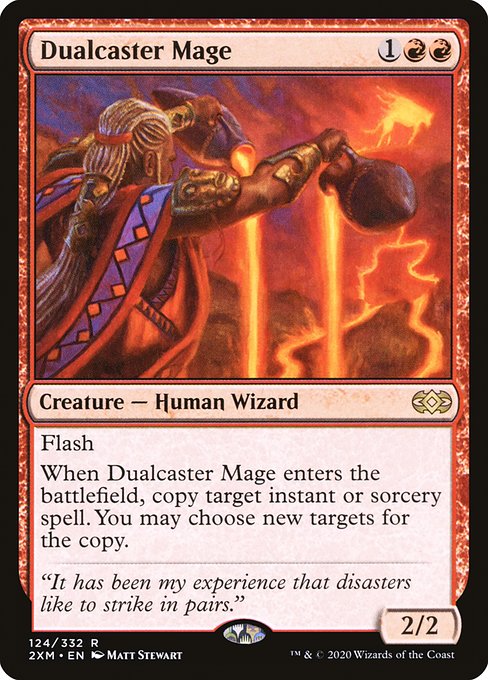 Dualcaster Mage 1
Creature — Human Wizard
Flash
When Dualcaster Mage enters the
battlefield, copy target instant or sorcery
spell. You may choose new targets for
the copy.
“It has been my experience that disasters
like to strike in pairs.”
2/2
124/332 R
2XM • EN Matt Stewart
™ & © 2020 Wizards of the Coast